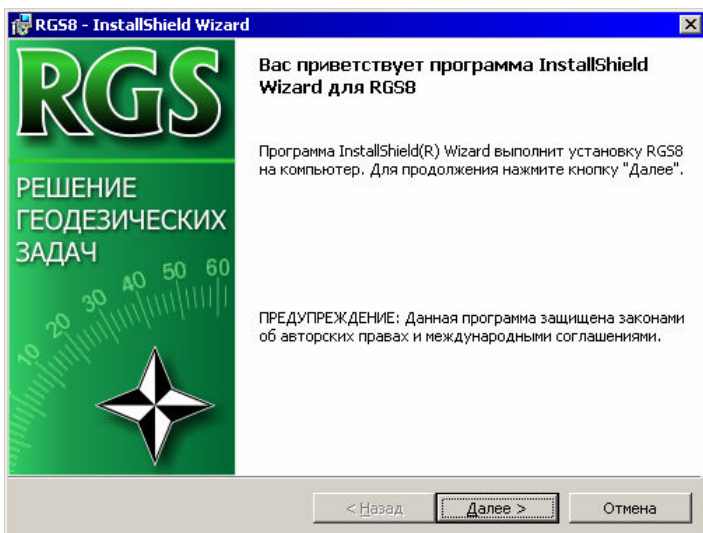 RGS8 - InstallShield Wizard
RGS
РЕШЕНИЕ
ГЕОДЕЗИЧЕСКИХ
ЗАДАЧ
10 20 30 40 50 60
Вас приветствует программа InstallShield
Wizard для RGS8
Программа InstallShield(R) Wizard выполнит установку RGS8
на компьютер. Для продолжения нажмите кнопку "Далее".
ПРЕДУПРЕЖДЕНИЕ: Данная программа защищена законами
об авторских правах и международными соглашениями.
< Назад
Далее >
Отмена